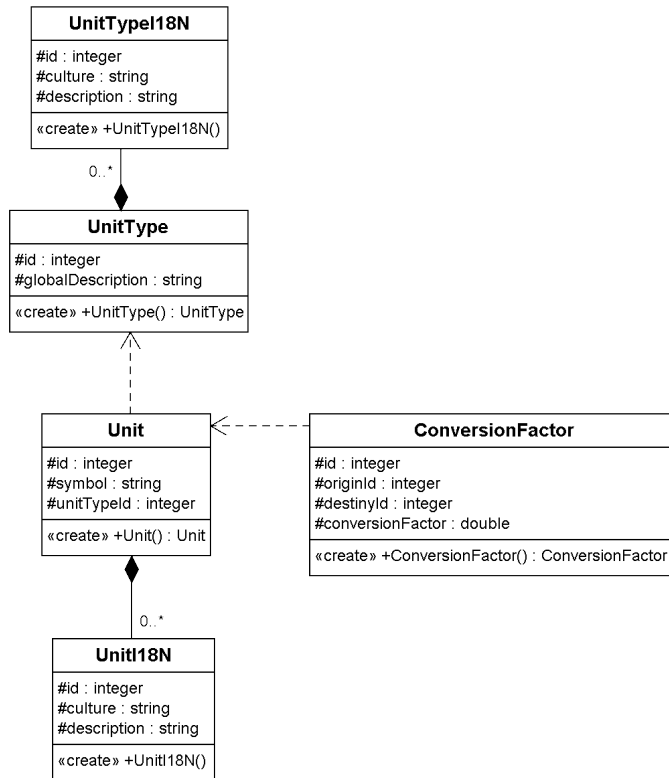 UnitTypeI18N
#id : integer
#culture : string
#description : string
«create» +UnitTypeI18N()
0..*
UnitType
#id : integer
#globalDescription : string
«create» +UnitType() : UnitType
Unit
#id : integer
#symbol : string
#unitTypeId : integer
«create» +Unit() : Unit
ConversionFactor
#id : integer
#originId : integer
#destinyId : integer
#conversionFactor : double
«create» +ConversionFactor() : ConversionFactor
0..*
UnitI18N
#id : integer
#culture : string
#description : string
«create» +UnitI18N()